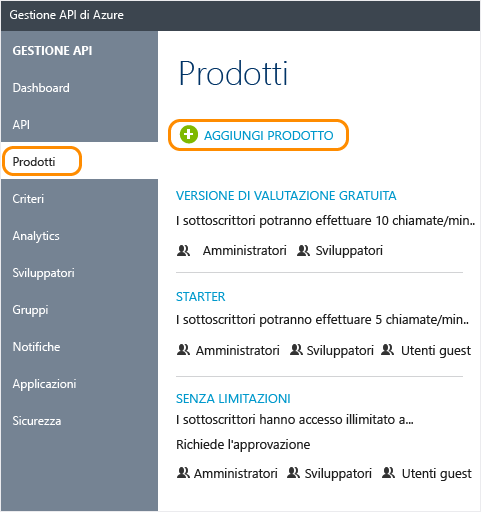 Gestione API di Azure
GESTIONE API
Dashboard
API
Prodotti
Criteri
Analytics
Sviluppatori
Gruppi
Notifiche
Applicazioni
Sicurezza
Prodotti
AGGIUNGI PRODOTTO
VERSIONE DI VALUTAZIONE GRATUITA
I sottoscrittori potranno effettuare 10 chiamate/min..
Amministratori Sviluppatori
STARTER
I sottoscrittori potranno effettuare 5 chiamate/min..
Amministratori Sviluppatori Utenti guest
SENZA LIMITAZIONI
I sottoscrittori hanno accesso illimitato a...
Richiede l'approvazione
Amministratori Sviluppatori Utenti guest